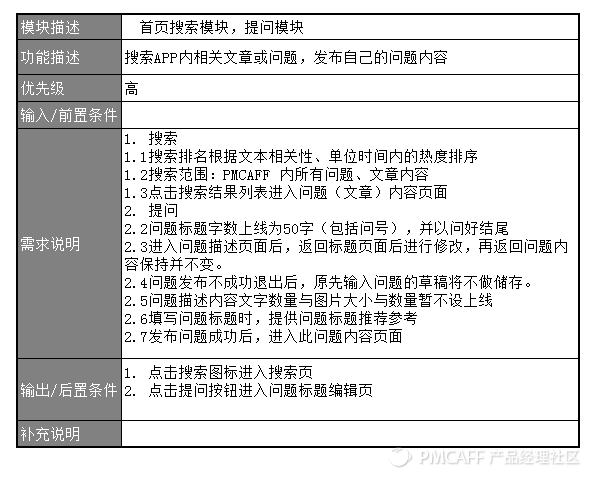 模块描述
首页搜索模块，提问模块
功能描述
搜索APP内相关文章或问题，发布自己的问题内容
优先级
高
输入/前置条件
需求说明
1. 搜索
1.1搜索排名根据文本相关性、单位时间内的热度排序
1.2搜索范围：PMCAFF 内所有问题、文章内容
1.3点击搜索结果列表进入问题（文章）内容页面
2. 提问
2.2问题标题字数上线为50字（包括问号），并以问好结尾
2.3进入问题描述页面后，返回标题页面后进行修改，再返回问题内
容保持并不变。
2.4问题发布不成功退出后，原先输入问题的草稿将不做储存。
2.5问题描述内容文字数量与图片大小与数量暂不设上线
2.6填写问题标题时，提供问题标题推荐参考
2.7发布问题成功后，进入此问题内容页面
输出/后置条件
1. 点击搜索图标进入搜索页
2. 点击提问按钮进入问题标题编辑页
补充说明
PMCAFF 产品经理社区